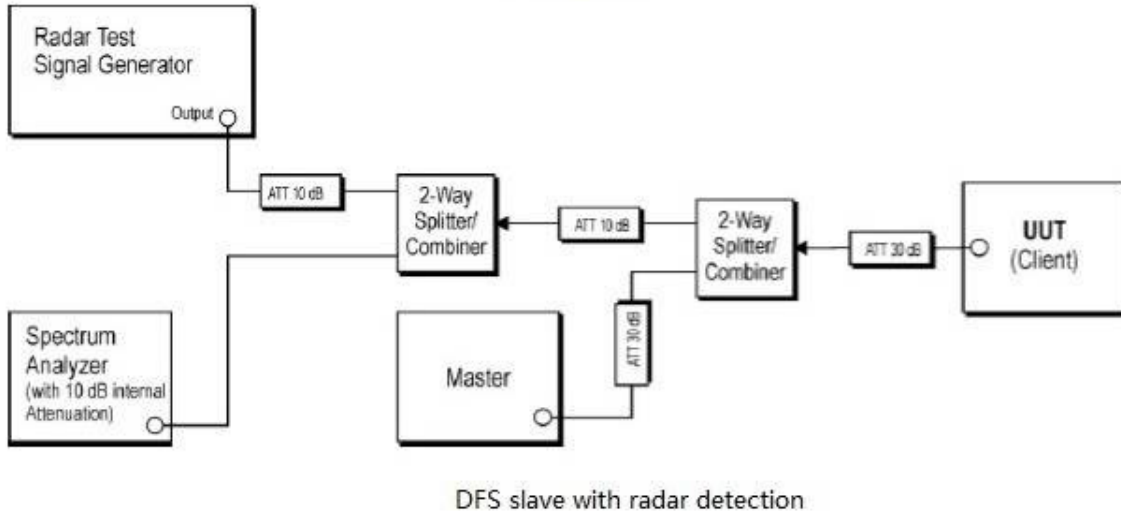 Radar Test
Signal Generator
Output
ATT 10 dB
2-Way
Splitter/
Combiner
ATT 10 dB
2-Way
Splitter/
Combiner
ATT 30 dB
UUT
(Client)
Spectrum
Analyzer
(with 10 dB internal
Attenuation)
Master
ATT 30 dB
DFS slave with radar detection